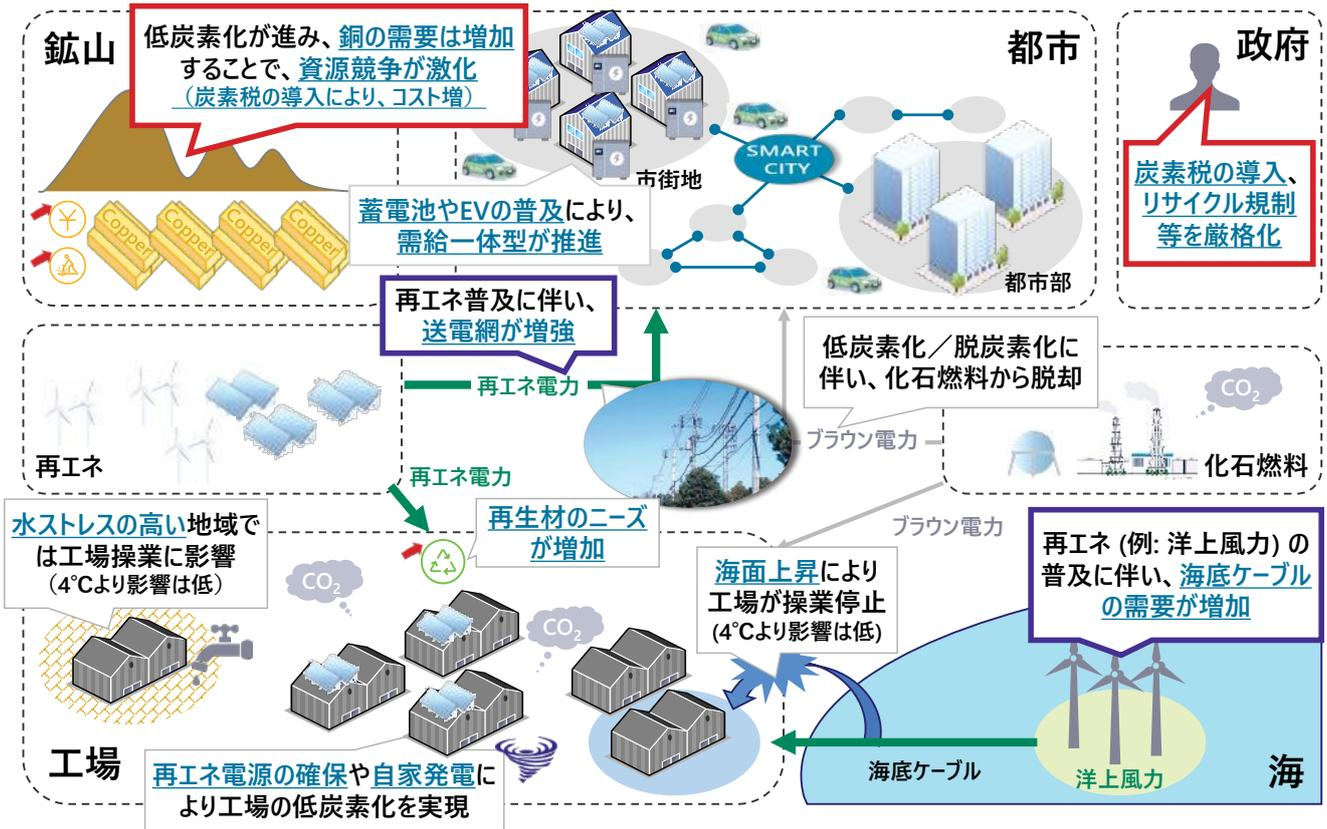 鉱山
低炭素化が進み、銅の需要は増加
することで、資源競争が激化
（炭素税の導入により、コスト増）
都市
政府
SMART
CITY
市街地
炭素税の導入、
リサイクル規制
等を厳格化
蓄電池やEVの普及により、
需給一体型が推進
Copper
Copper
Copper
Copper
都市部
再エネ普及に伴い、
送電網が増強
低炭素化／脱炭素化に
伴い、化石燃料から脱却
再エネ電力
CO2
ブラウン電力
再エネ
化石燃料
再エネ電力
水ストレスの高い地域で
は工場操業に影響
（4℃より影響は低）
再生材のニーズ
が増加
ブラウン電力
再エネ (例: 洋上風力) の
普及に伴い、海底ケーブル
の需要が増加
CO2
海面上昇により
工場が操業停止
(4℃より影響は低)
CO2
工場
再エネ電源の確保や自家発電に
より工場の低炭素化を実現
海底ケーブル
洋上風力
海